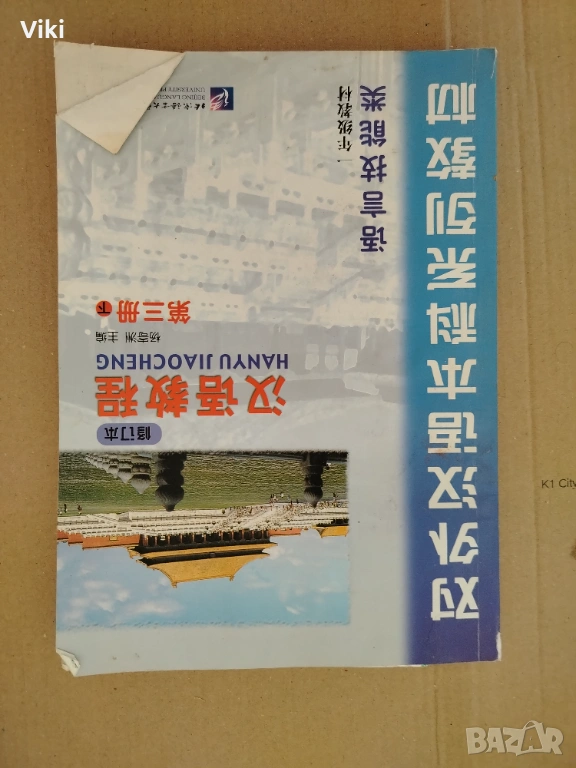 Viki
对外汉语本科系列教材
语言技能类
一年级教材
修订本
汉语教程
HANYU JIAOCHENG
杨寄洲 主编
第三册 下
K1 City
BAZAR